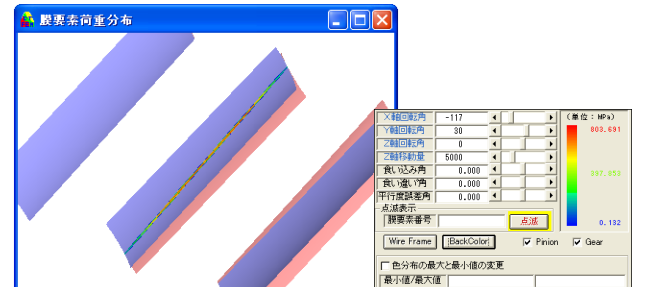 膜要素荷重分布
X軸回転角 -117
Y軸回転角 30
Z軸回転角 0
Z軸移動量 5000
食い込み角 0.000
食い違い角 0.000
平行度誤差角 0.000
点滅表示
膜要素番号 点滅
(単位:MPa)
803.691
0.132
Wire Frame BackColor Pinion Gear
色分布の最大と最小値の変更
最小値/最大値